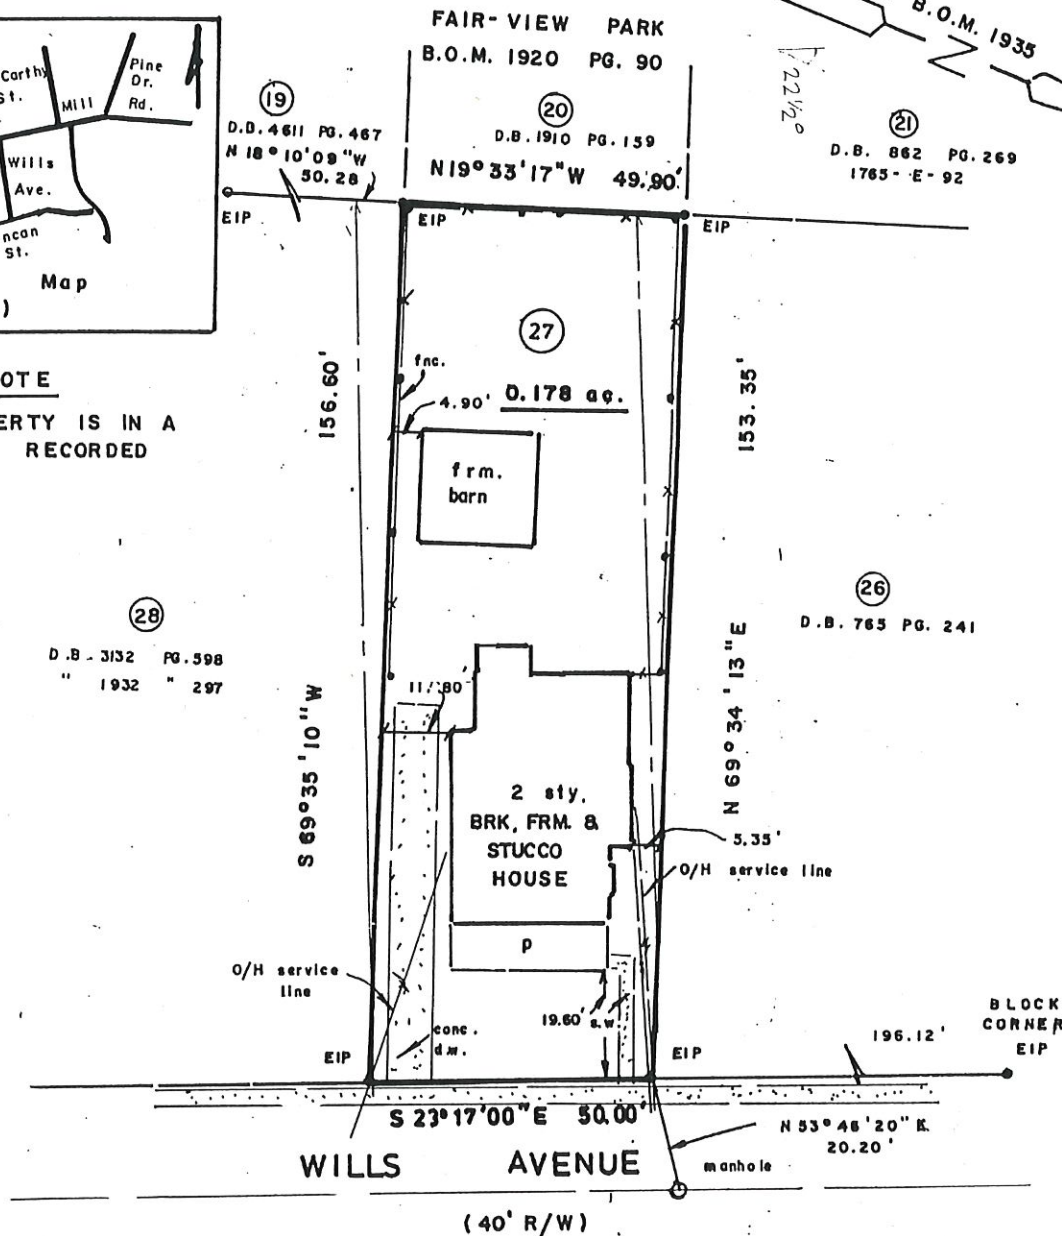 FAIR-VIEW PARK
B.O.M. 1920 PG. 90
B.O.M. 1935
N
22 1/2°
Carthy
St.
Mill
Pine
Dr.
Rd.
Wills
Ave.
ncan
St.
Map
)
19
D.B. 4611 PG. 467
N 18° 10' 09" W
50.28
20
D.B. 1910 PG. 159
N19° 33' 17" W 49.90'
21
D.B. 862 PG. 269
1765- E - 92
EIP
EIP
EIP
OTE
ERTY IS IN A
RECORDED
156.60'
27
0.178 ac.
fnc.
4.90'
frm.
barn
153.35'
28
D.B. 3132 PG. 598
" 1932 " 297
26
D.B. 765 PG. 241
S 69° 35' 10" W
11.80'
N 69° 34' 13" E
2 sty.
BRK, FRM. &
STUCCO
HOUSE
5.35'
O/H service line
P
O/H service
line
19.60'
s.w.
conc.
d.w.
EIP
EIP
196.12'
BLOCK
CORNER
EIP
S 23° 17' 00" E 50.00'
N 53° 46' 20" E.
20.20'
manhole
WILLS AVENUE
(40' R/W)